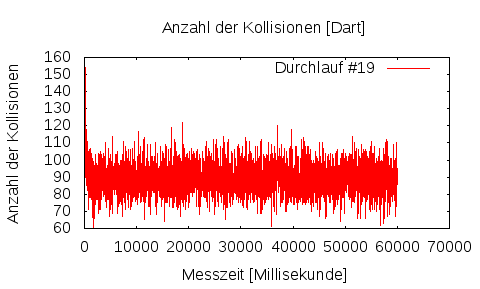 Anzahl der Kollisionen [Dart]
Durchlauf #19
Anzahl der Kollisionen
160
150
140
130
120
110
100
90
80
70
60
0 10000 20000 30000 40000 50000 60000 70000
Messzeit [Millisekunde]